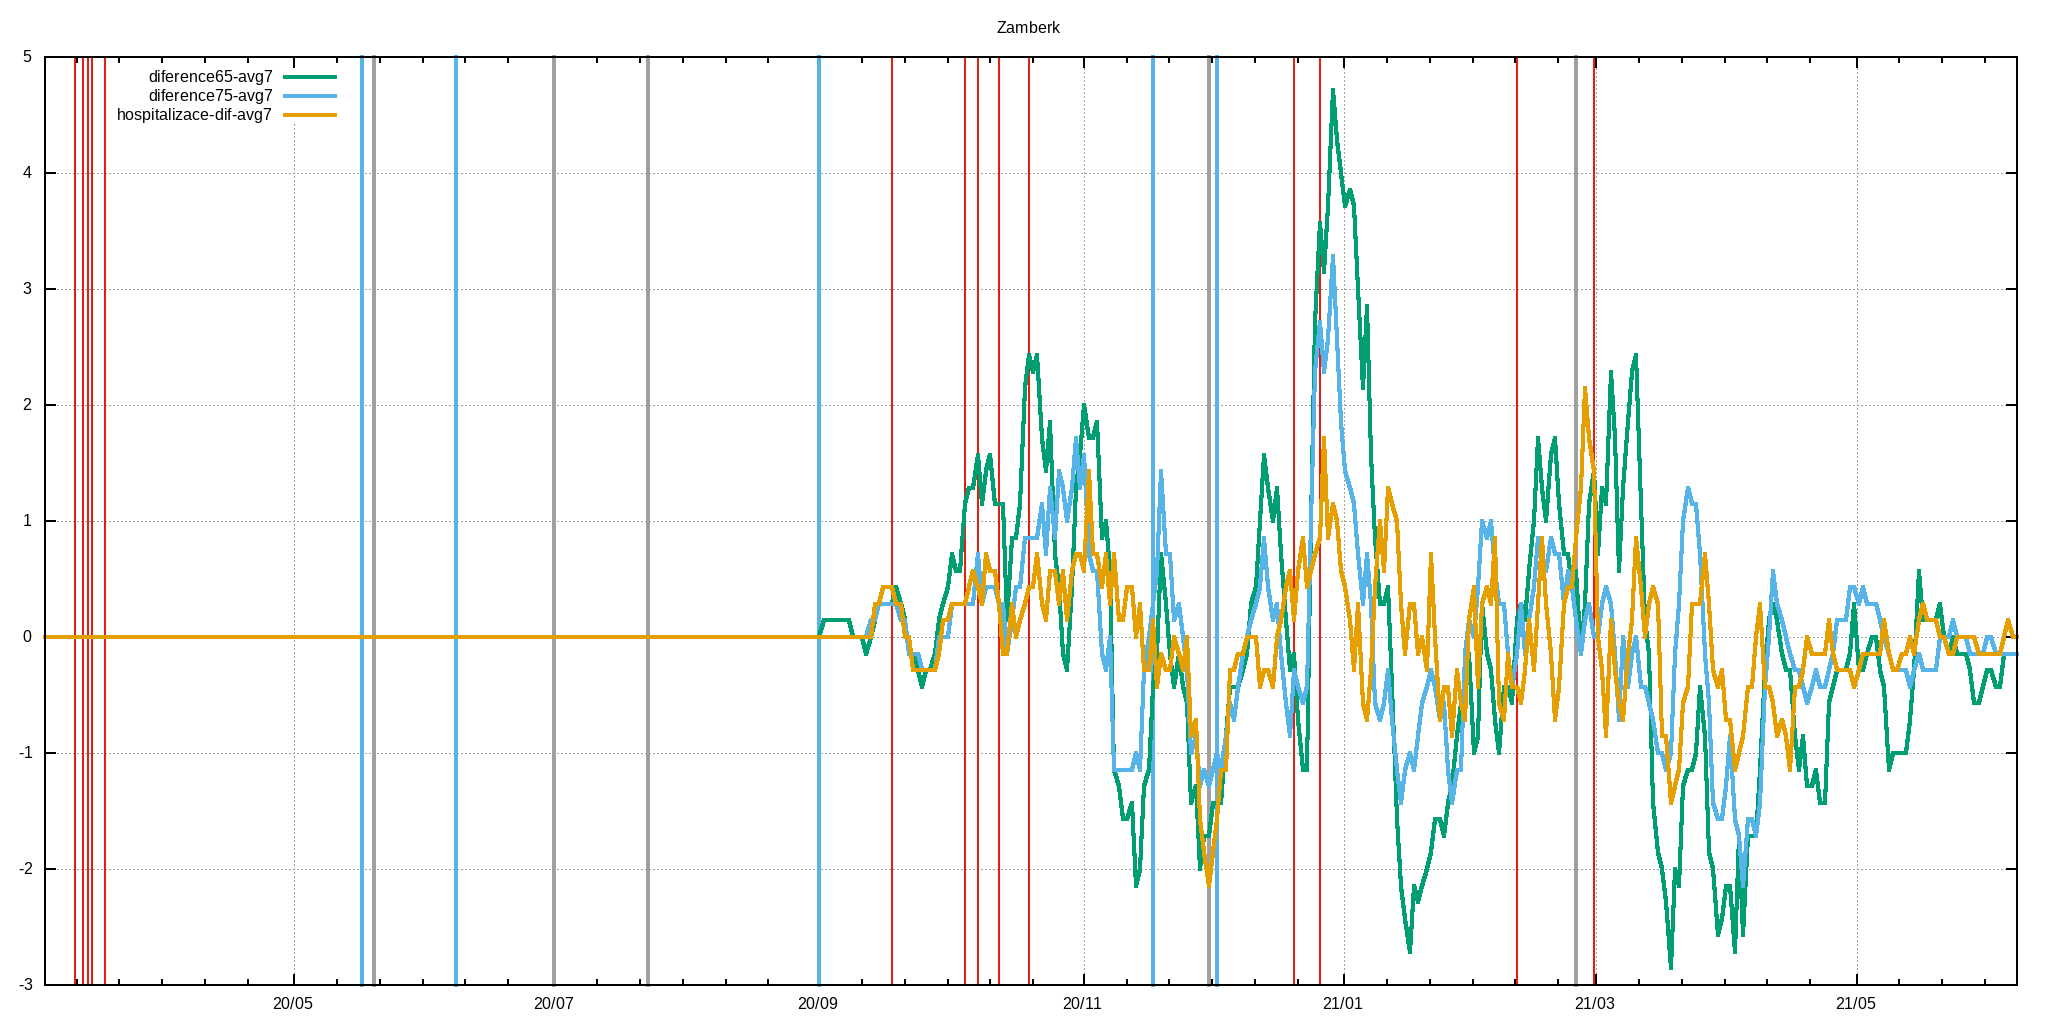 Zamberk
diference65-avg7
diference75-avg7
hospitalizace-dif-avg7
5
4
3
2
1
0
-1
-2
-3
20/05 20/07 20/09 20/11 21/01 21/03 21/05